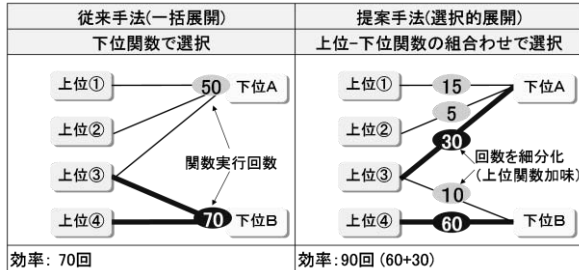 従来手法(一括展開)
下位関数で選択
上位①
50
下位A
上位②
関数実行回数
上位③
上位④
70
下位B
効率: 70回
提案手法(選択的展開)
上位−下位関数の組合わせで選択
上位①
15
下位A
5
上位②
30
回数を細分化
(上位関数加味)
上位③
10
上位④
60
下位B
効率:90回 (60+30)